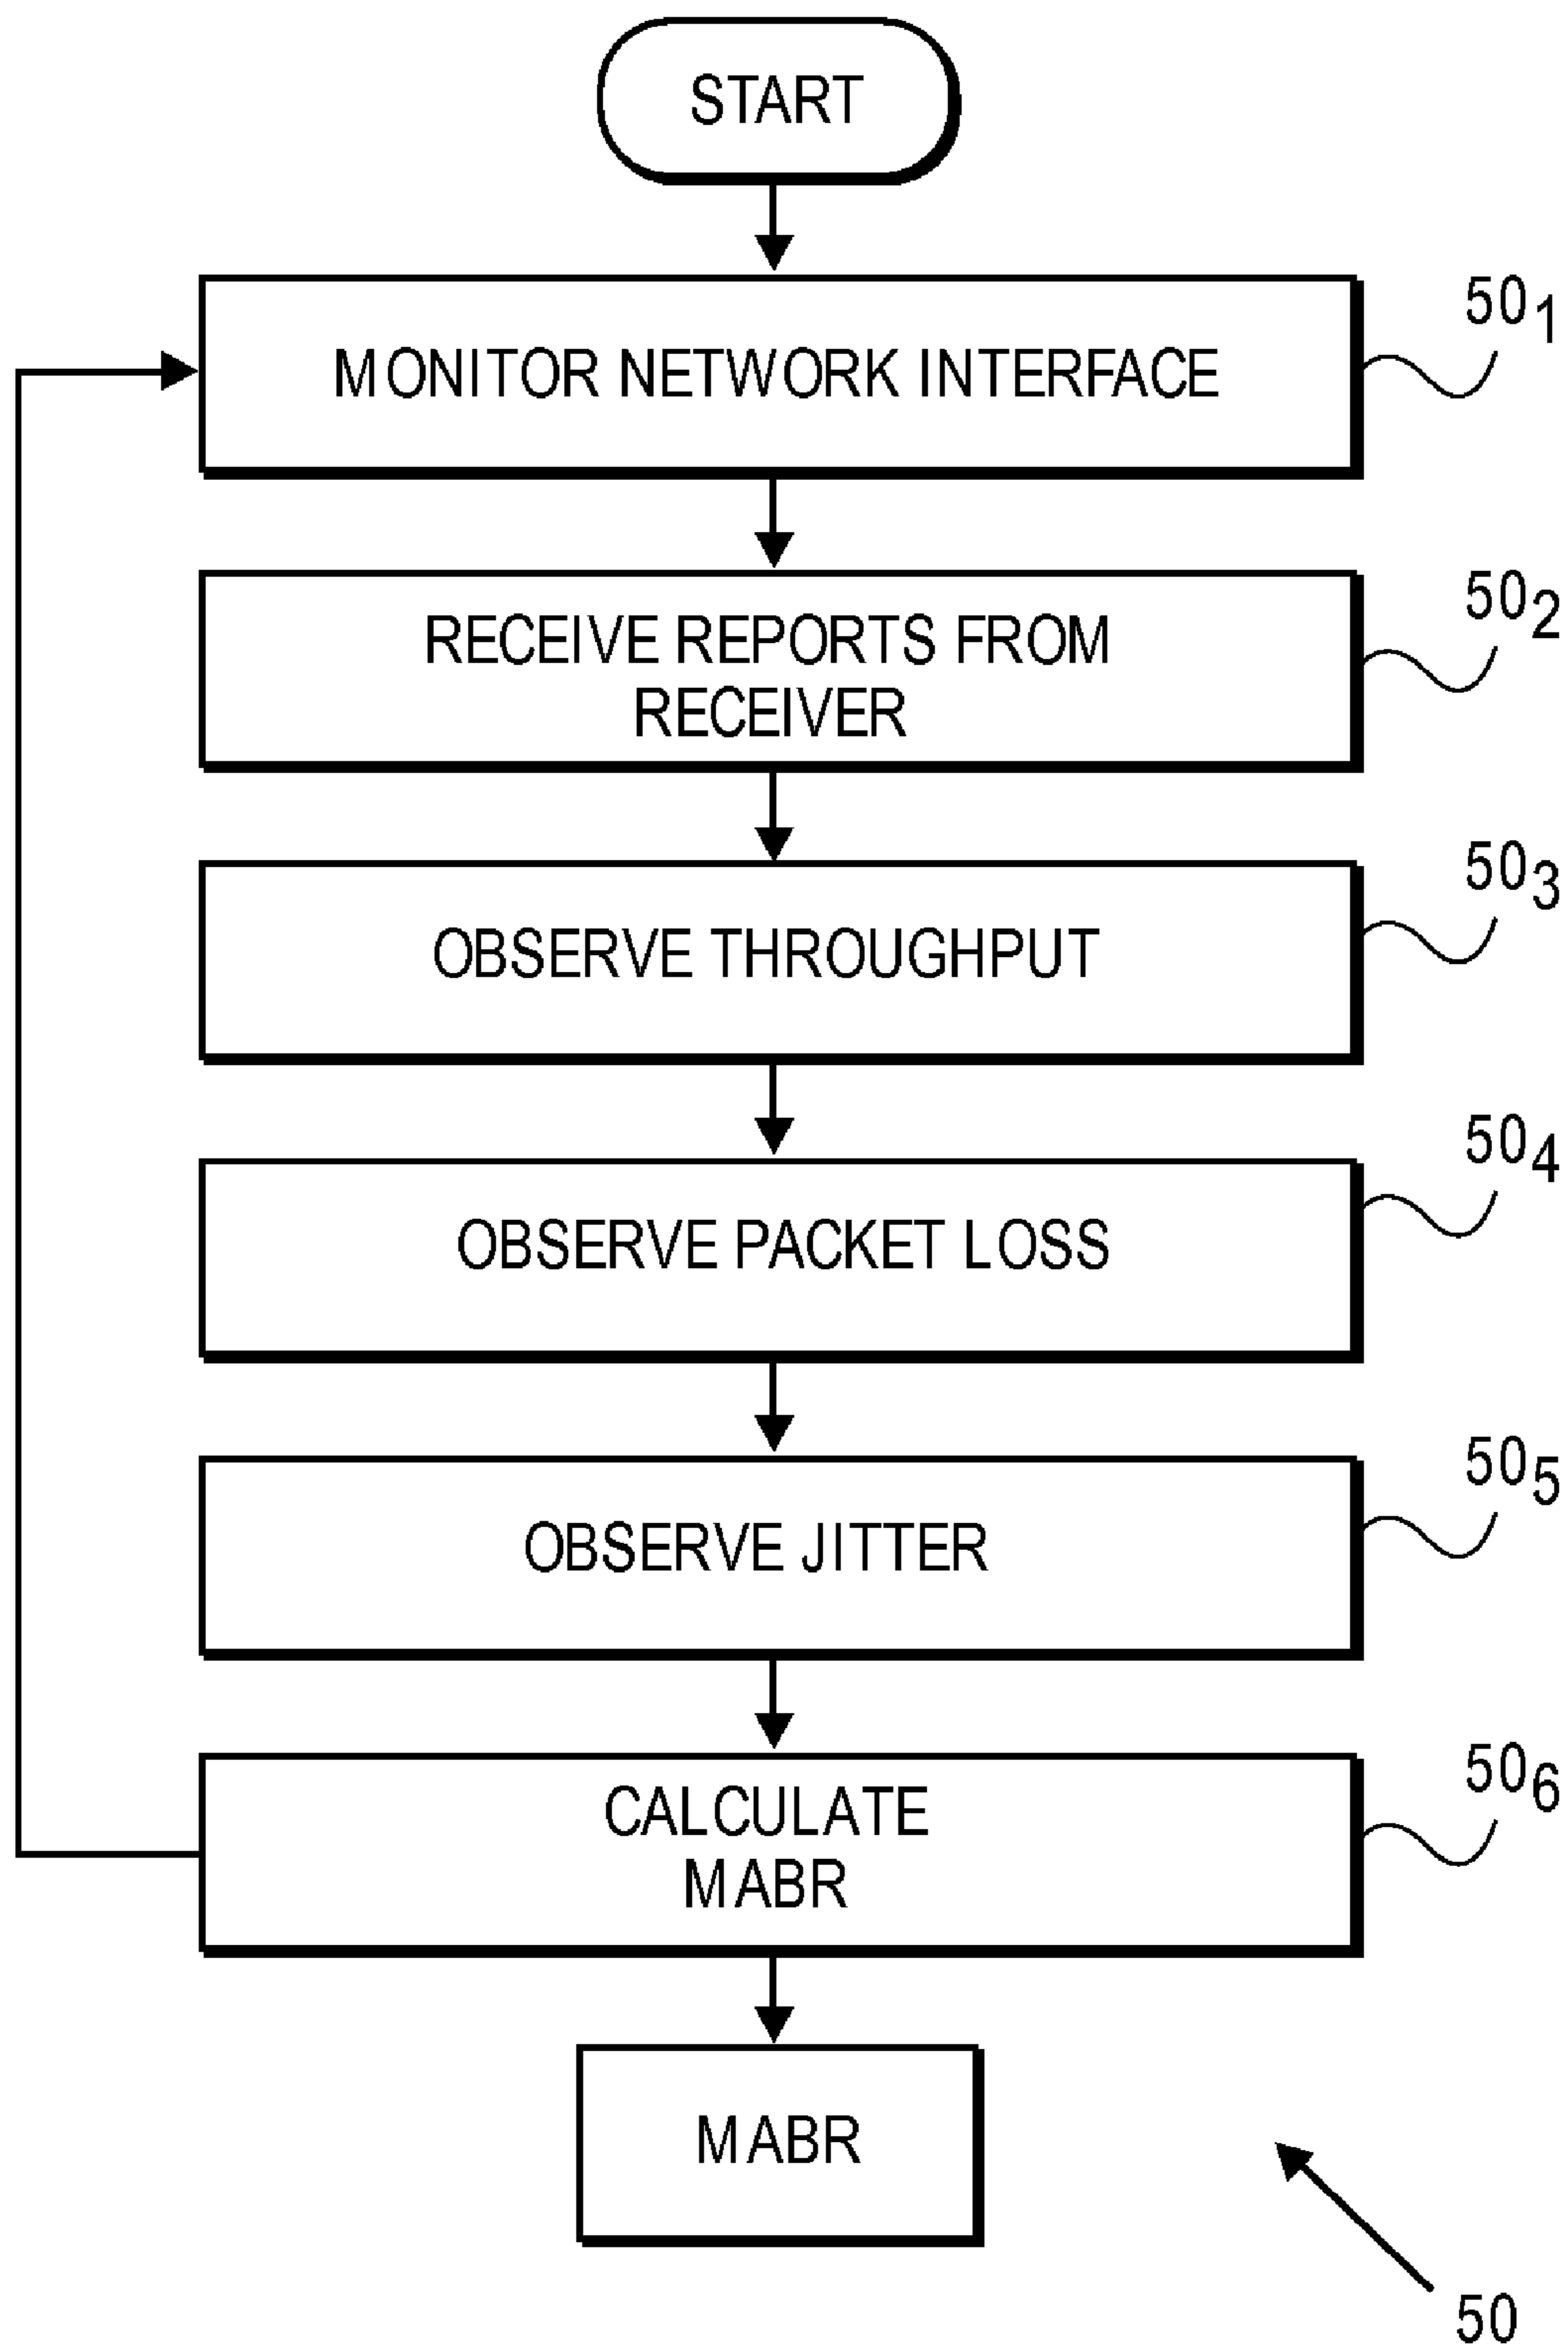 START
MONITOR NETWORK INTERFACE
50₁
RECEIVE REPORTS FROM
RECEIVER
50₂
OBSERVE THROUGHPUT
50₃
OBSERVE PACKET LOSS
50₄
OBSERVE JITTER
50₅
CALCULATE
MABR
50₆
MABR
50